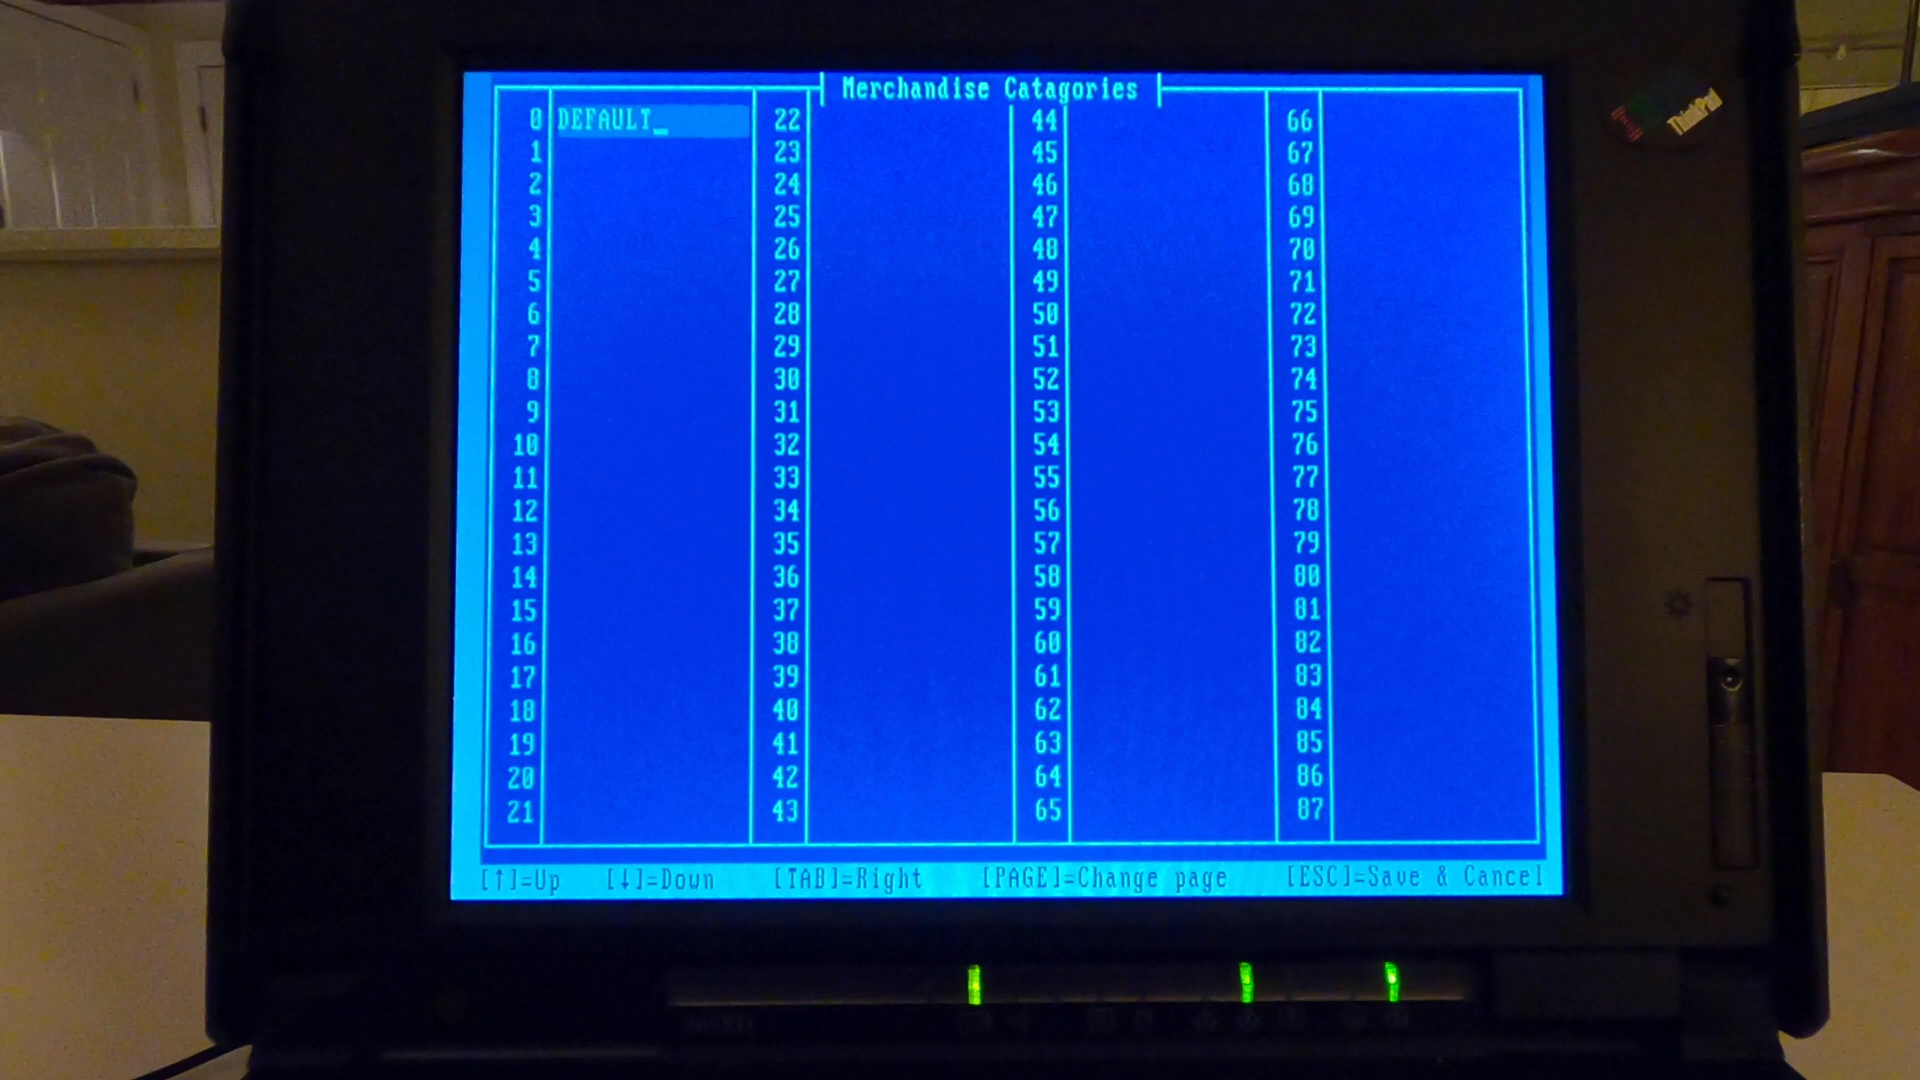 Merchandise Catagories
0 DEFAULT_ 22 44 66
1 23 45 67
2 24 46 68
3 25 47 69
4 26 48 70
5 27 49 71
6 28 50 72
7 29 51 73
8 30 52 74
9 31 53 75
10 32 54 76
11 33 55 77
12 34 56 78
13 35 57 79
14 36 58 80
15 37 59 81
16 38 60 82
17 39 61 83
18 40 62 84
19 41 63 85
20 42 64 86
21 43 65 87
[↑]=Up [↓]=Down [TAB]=Right [PAGE]=Change page [ESC]=Save & Cancel
IBM ThinkPad